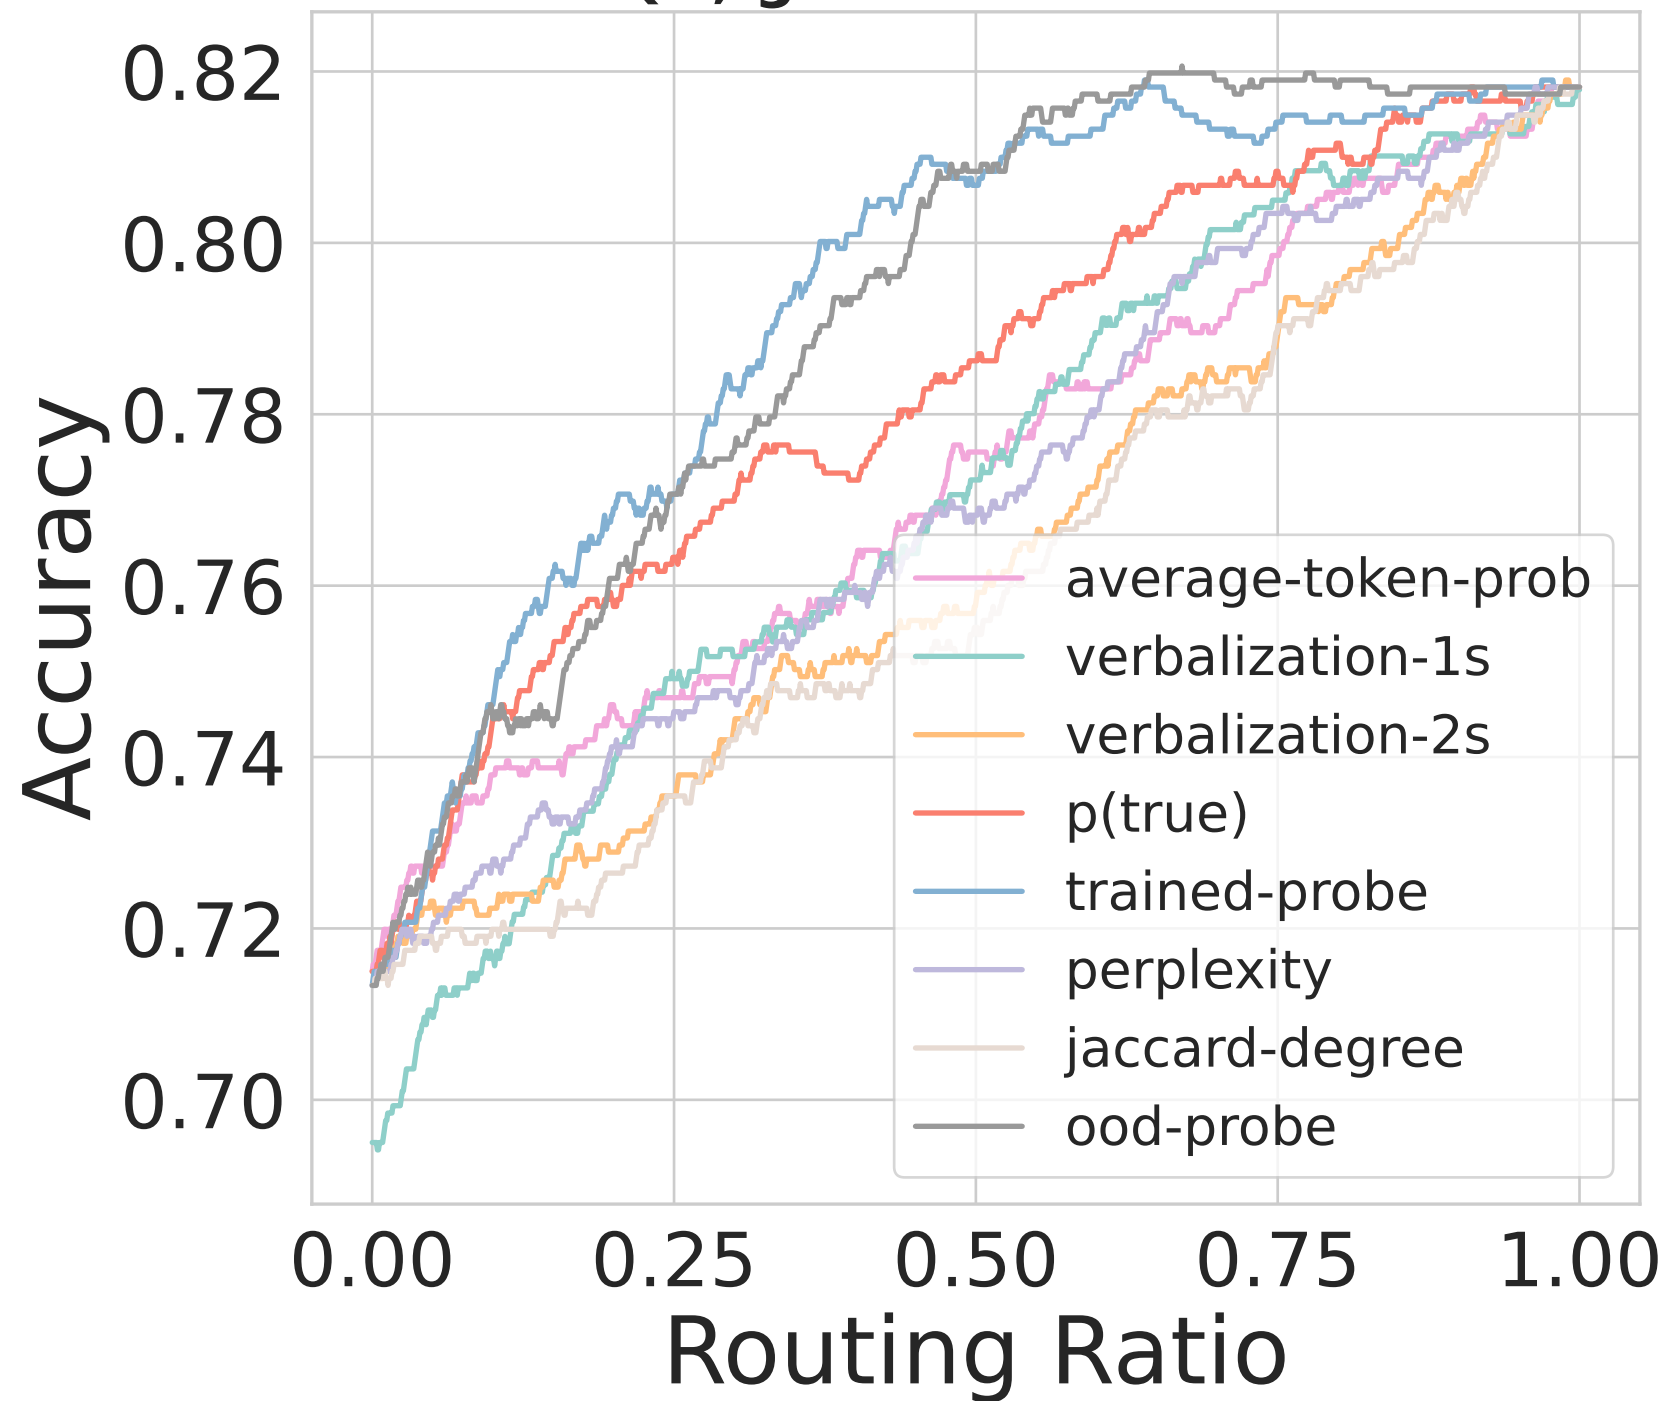 0.82
0.80
0.78
0.76
0.74
0.72
0.70
Accuracy
average-token-prob
verbalization-1s
verbalization-2s
p(true)
trained-probe
perplexity
jaccard-degree
ood-probe
0.00 0.25 0.50 0.75 1.00
Routing Ratio